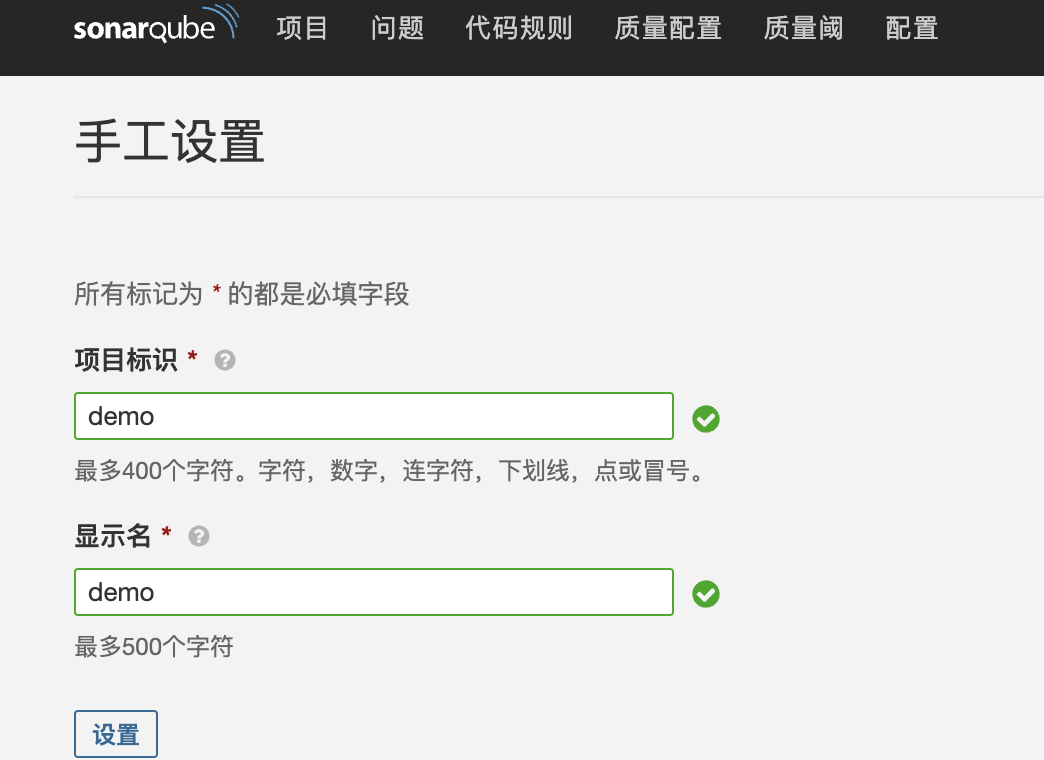 sonarqube 项目 问题 代码规则 质量配置 质量阈 配置
手工设置
所有标记为 * 的都是必填字段
项目标识 * ?
demo
最多400个字符。字符，数字，连字符，下划线，点或冒号。
显示名 * ?
demo
最多500个字符
设置